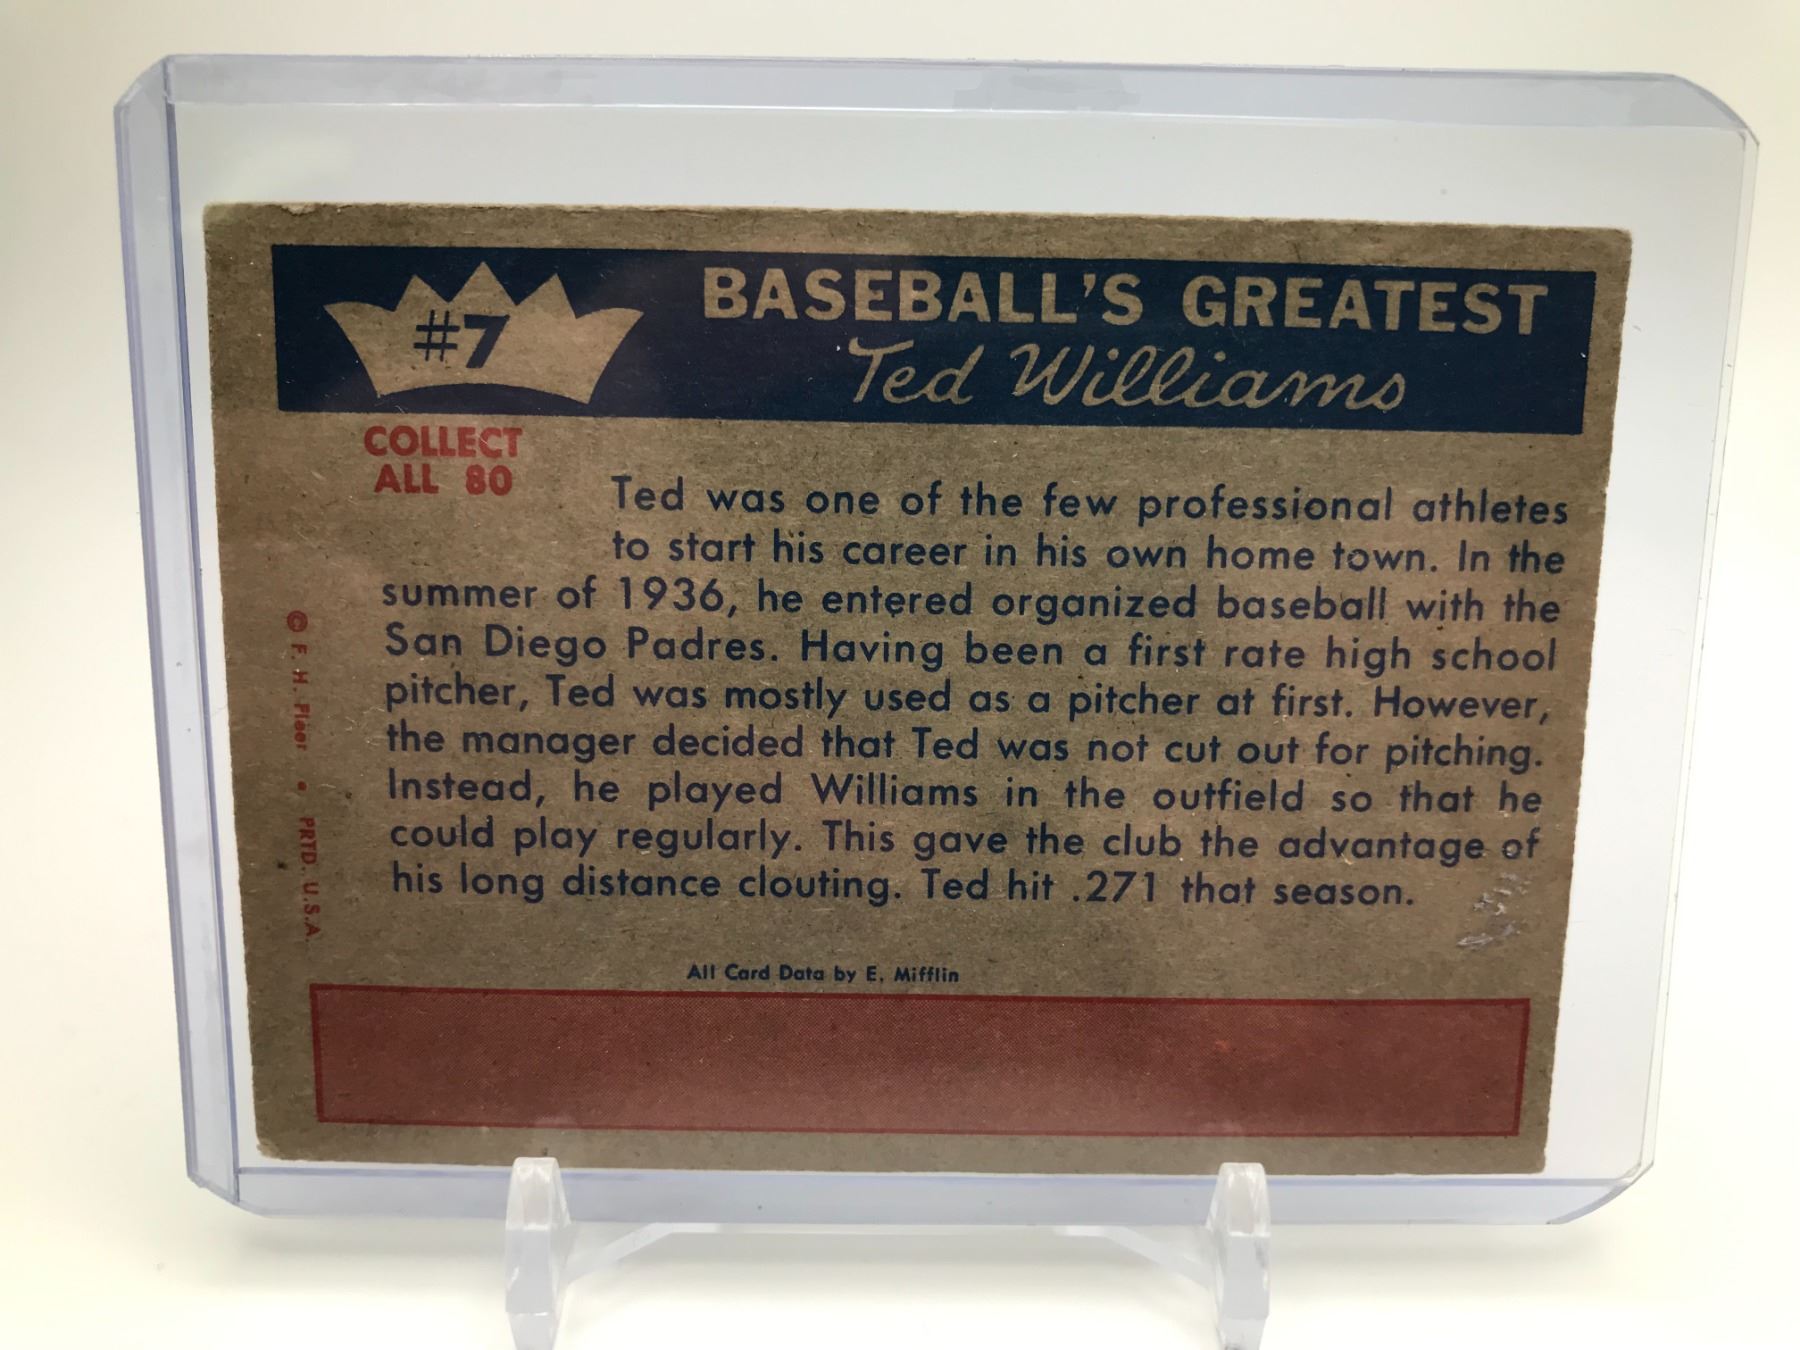 #7
BASEBALL'S GREATEST
Ted Williams
COLLECT
ALL 80
Ted was one of the few professional athletes
to start his career in his own home town. In the
summer of 1936, he entered organized baseball with the
San Diego Padres. Having been a first rate high school
pitcher, Ted was mostly used as a pitcher at first. However,
the manager decided that Ted was not cut out for pitching.
Instead, he played Williams in the outfield so that he
could play regularly. This gave the club the advantage of
his long distance clouting. Ted hit .271 that season.
© F. H. Fleer • PRTD. U.S.A.
All Card Data by E. Mifflin